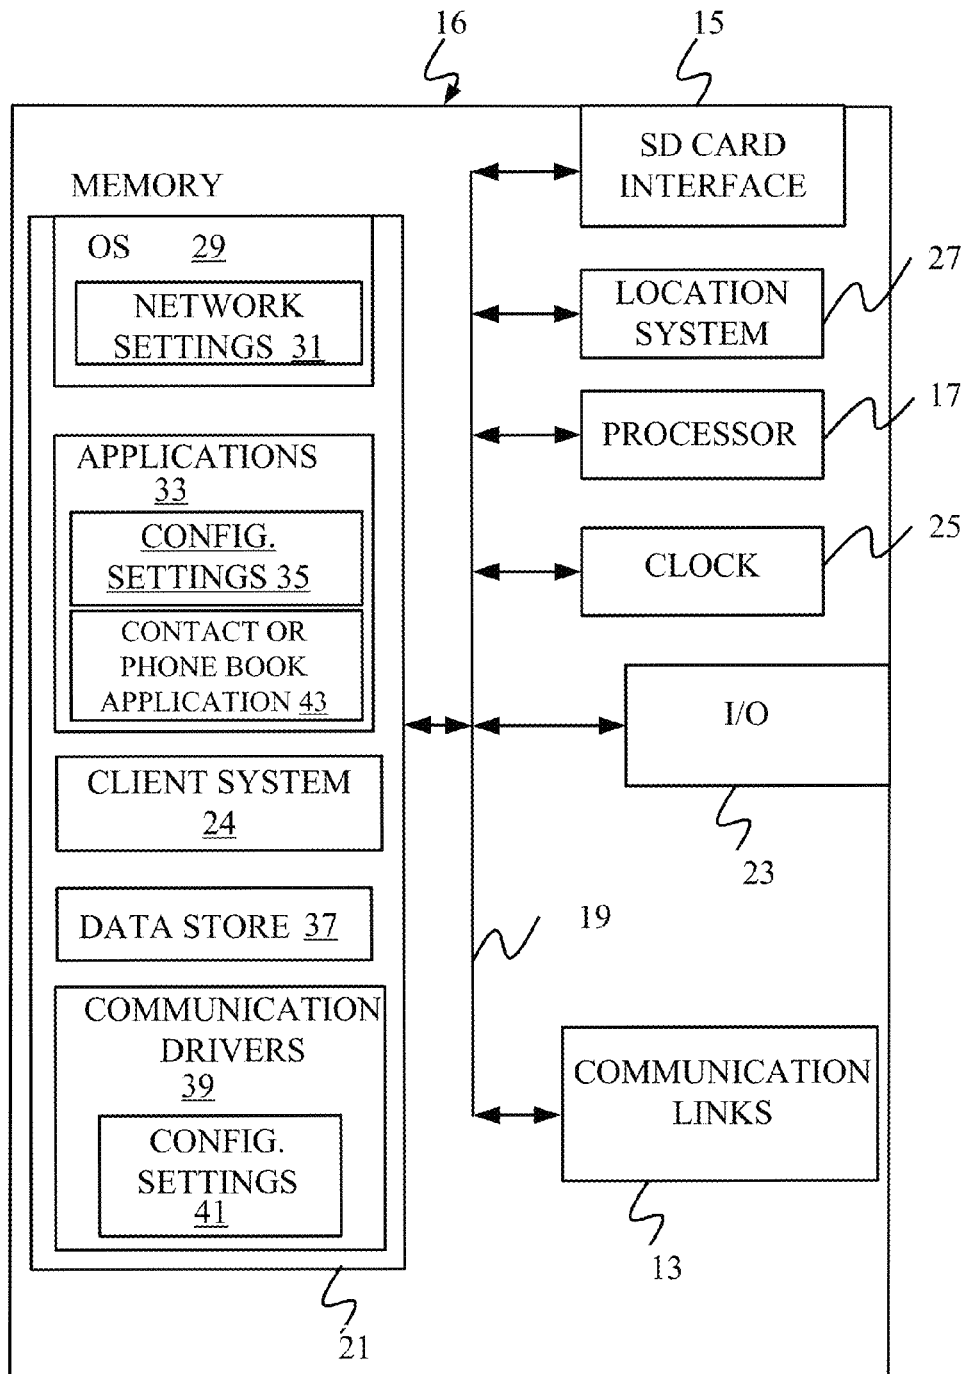 16
15
SD CARD
INTERFACE
MEMORY
OS 29
NETWORK
SETTINGS 31
27
LOCATION
SYSTEM
17
PROCESSOR
APPLICATIONS
33
CONFIG.
SETTINGS 35
25
CLOCK
CONTACT OR
PHONE BOOK
APPLICATION 43
I/O
23
CLIENT SYSTEM
24
19
DATA STORE 37
COMMUNICATION
DRIVERS
39
CONFIG.
SETTINGS
41
COMMUNICATION
LINKS
13
21